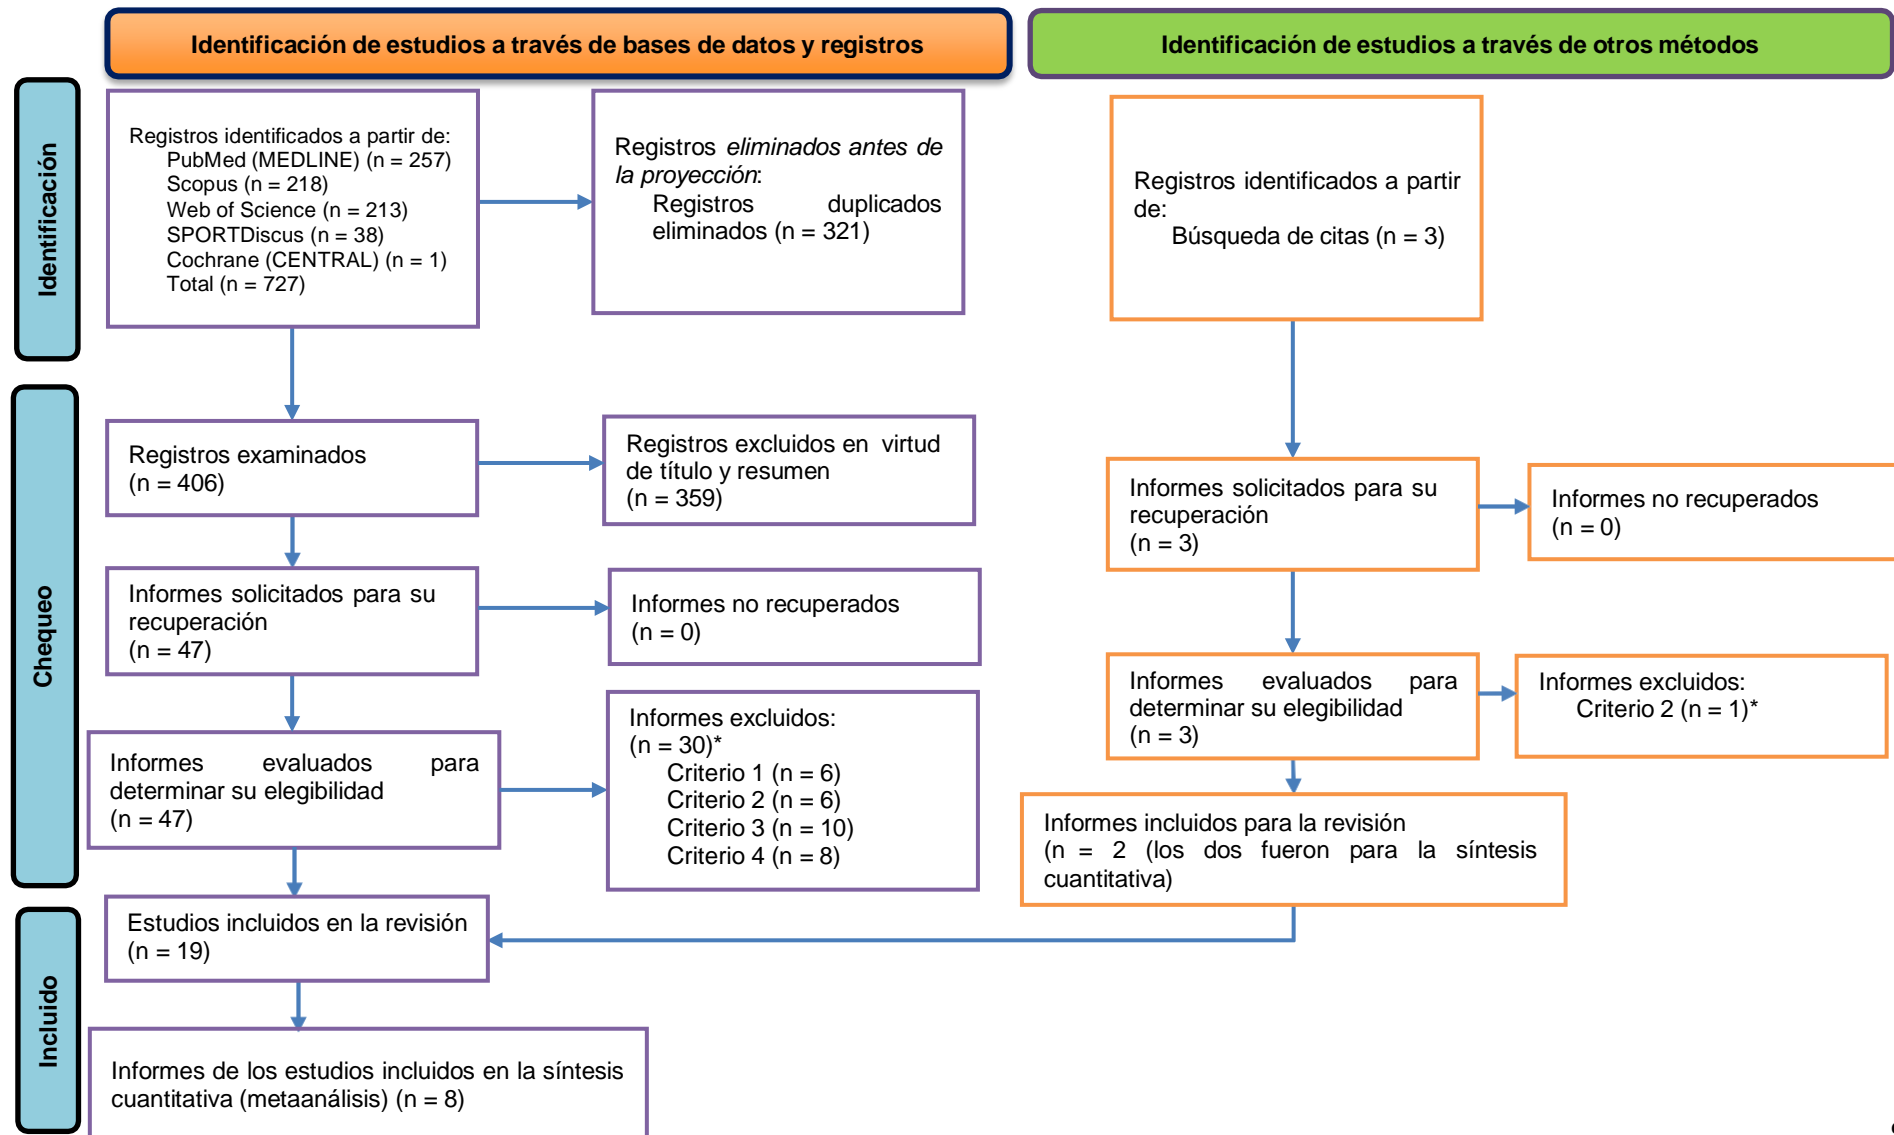 Identificación de estudios a través de bases de datos y registros
Identificación de estudios a través de otros métodos
Identificación
Registros identificados a partir de:
PubMed (MEDLINE) (n = 257)
Scopus (n = 218)
Web of Science (n = 213)
SPORTDiscus (n = 38)
Cochrane (CENTRAL) (n = 1)
Total (n = 727)
Registros eliminados antes de
la proyección:
Registros duplicados
eliminados (n = 321)
Registros identificados a partir
de:
Búsqueda de citas (n = 3)
Chequeo
Registros examinados
(n = 406)
Registros excluidos en virtud
de título y resumen
(n = 359)
Informes solicitados para su
recuperación
(n = 3)
Informes no recuperados
(n = 0)
Informes solicitados para su
recuperación
(n = 47)
Informes no recuperados
(n = 0)
Informes evaluados para
determinar su elegibilidad
(n = 3)
Informes excluidos:
Criterio 2 (n = 1)*
Informes evaluados para
determinar su elegibilidad
(n = 47)
Informes excluidos:
(n = 30)*
Criterio 1 (n = 6)
Criterio 2 (n = 6)
Criterio 3 (n = 10)
Criterio 4 (n = 8)
Informes incluidos para la revisión
(n = 2 (los dos fueron para la síntesis
cuantitativa)
Incluido
Estudios incluidos en la revisión
(n = 19)
Informes de los estudios incluidos en la síntesis
cuantitativa (metaanálisis) (n = 8)